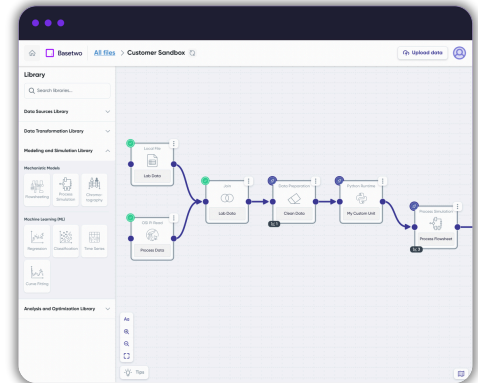 Basetwo
All files > Customer Sandbox
Upload data
Library
Search libraries...
Data Sources Library
Data Transformation Library
Modeling and Simulation Library
Mechanistic Models
Process
Simulation
Chromatography
Machine Learning (ML)
Regression
Classification
Time Series
Curve Fitting
Analysis and Optimization Library
Local File
Lab Data
OSI PI Reader
Process Data
Join
Lab Data
Data Preparation
Clean Data
Python Runtime
My Custom Unit
Process Simulation
Process Flowsheet
Aa
Tips